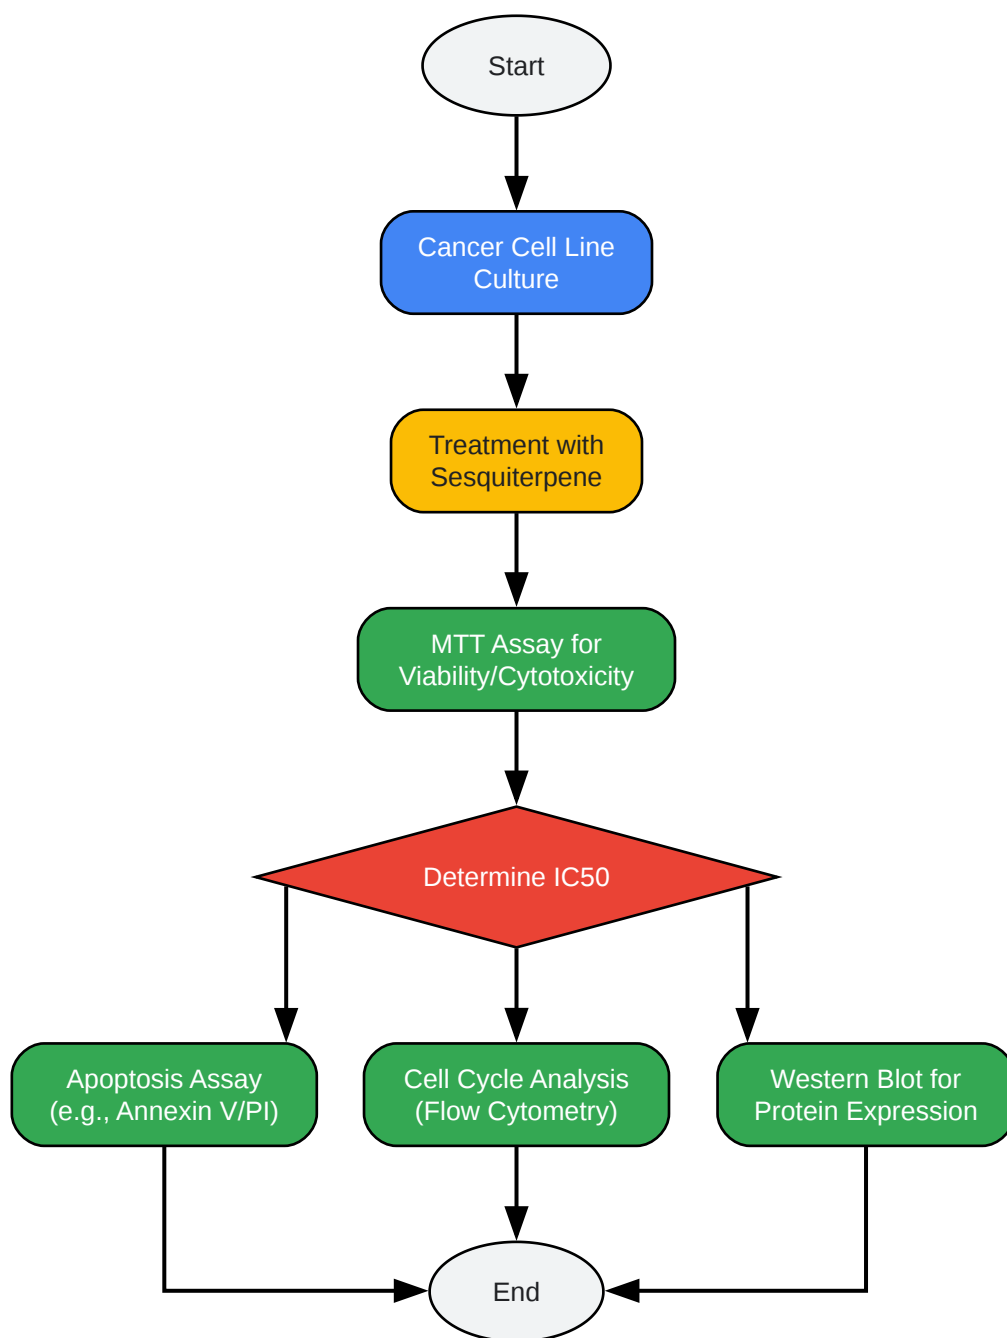 Start
Cancer Cell Line
Culture
Treatment with
Sesquiterpene
MTT Assay for
Viability/Cytotoxicity
Determine IC50
Apoptosis Assay
(e.g., Annexin V/PI)
Cell Cycle Analysis
(Flow Cytometry)
Western Blot for
Protein Expression
End